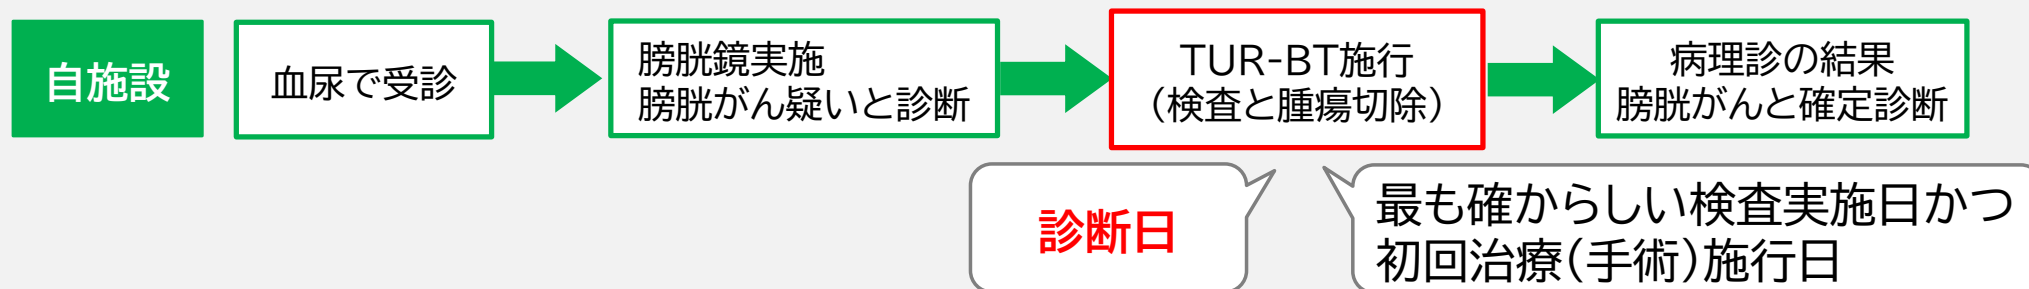 自施設
血尿で受診
膀胱鏡実施
膀胱がん疑いと診断
TUR-BT施行
（検査と腫瘍切除）
病理診の結果
膀胱がんと確定診断
診断日
最も確からしい検査実施日かつ
初回治療(手術)施行日